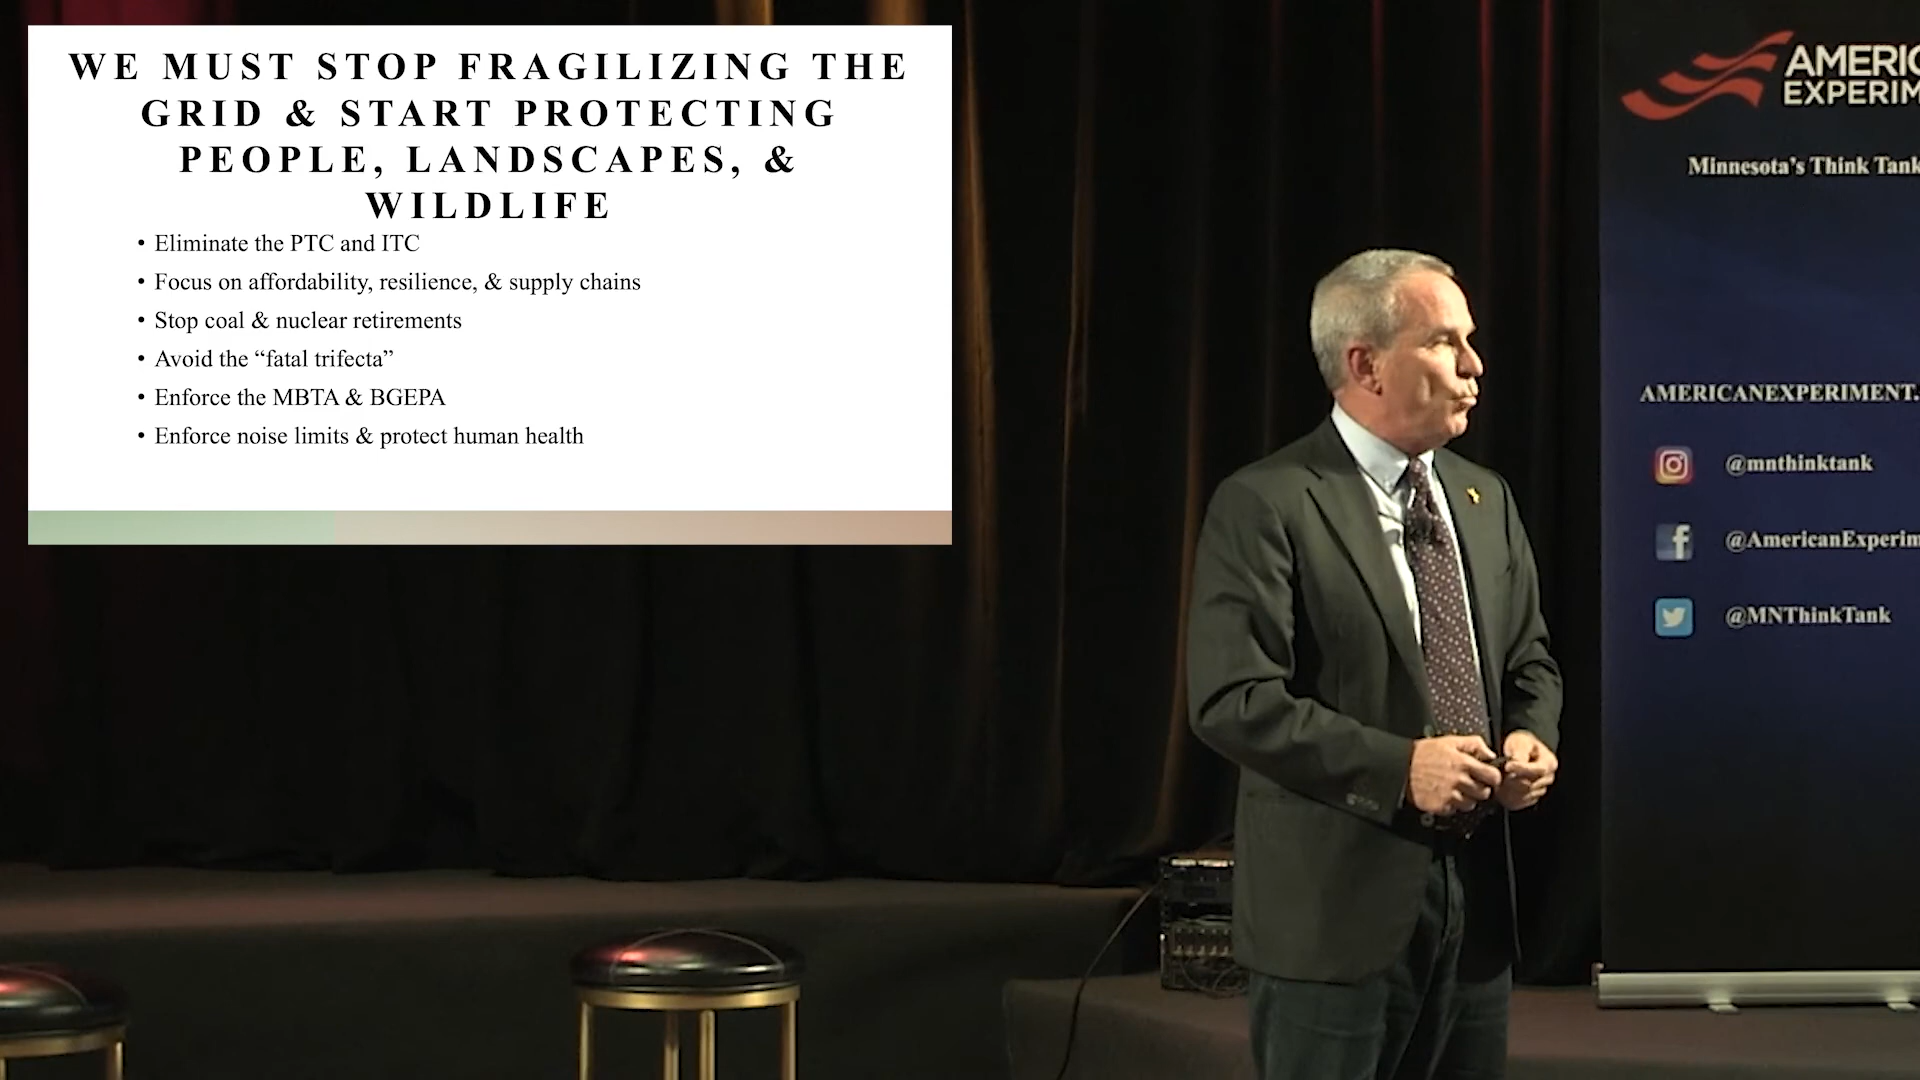 WE MUST STOP FRAGILIZING THE
GRID & START PROTECTING
PEOPLE, LANDSCAPES, &
WILDLIFE
• Eliminate the PTC and ITC
• Focus on affordability, resilience, & supply chains
• Stop coal & nuclear retirements
• Avoid the “fatal trifecta”
• Enforce the MBTA & BGEPA
• Enforce noise limits & protect human health
AMERIC
EXPERIM
Minnesota's Think Tank
AMERICANEXPERIMENT.
@mnthinktank
@AmericanExperim
@MNThinkTank